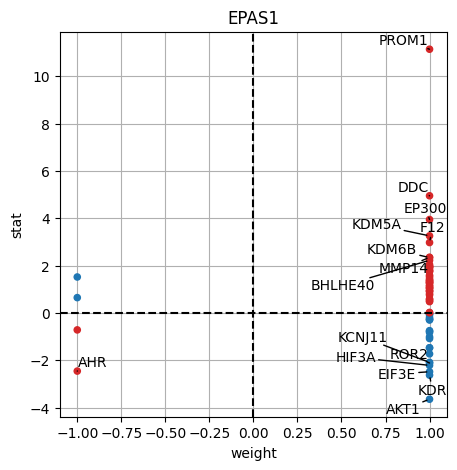 EPAS1
PROM1
10
8
6
DDC
EP300
4
KDM5A
F12
KDM6B
2
MMP14
BHLHE40
stat
0
KCNJ11
HIF3A
ROR2
−2
AHR
EIF3E
KDR
−4
AKT1
−1.00 −0.75 −0.50 −0.25 0.00 0.25 0.50 0.75 1.00
weight